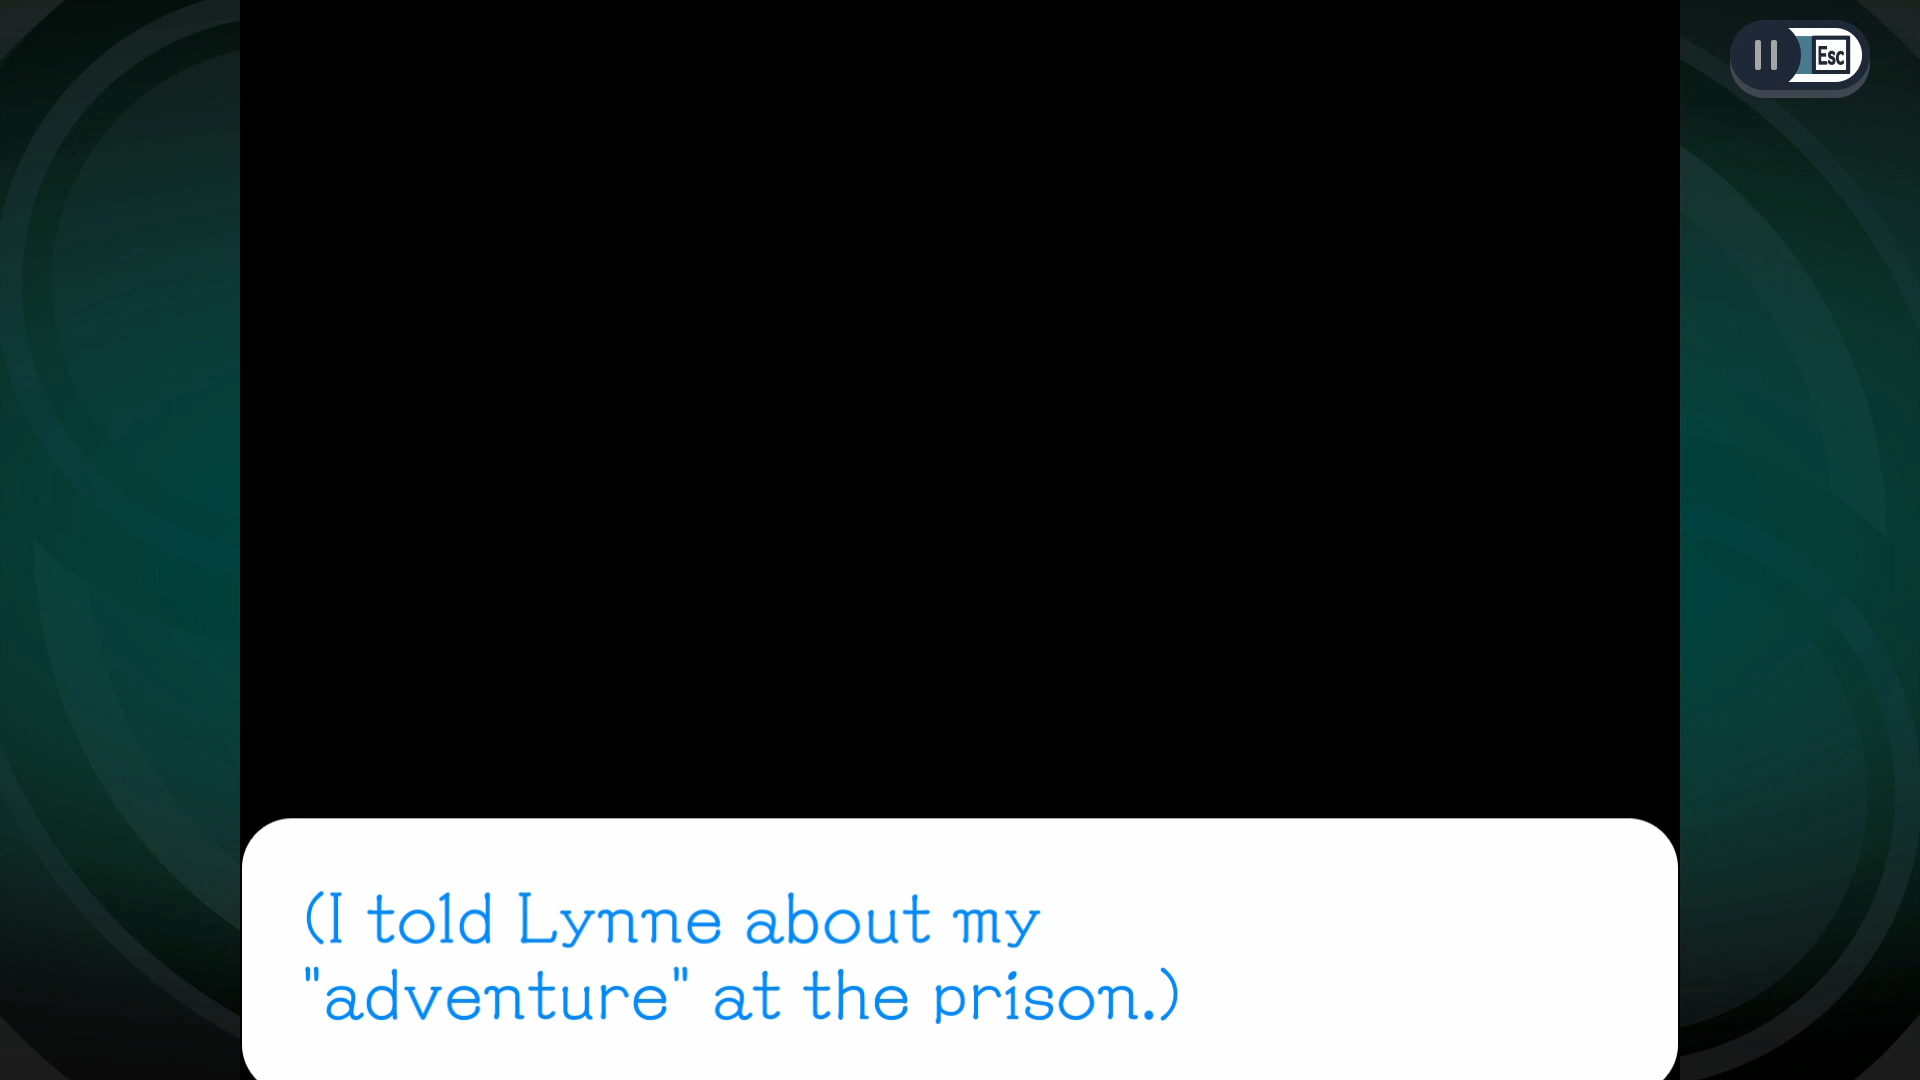 Esc
(I told Lynne about my
"adventure" at the prison.)